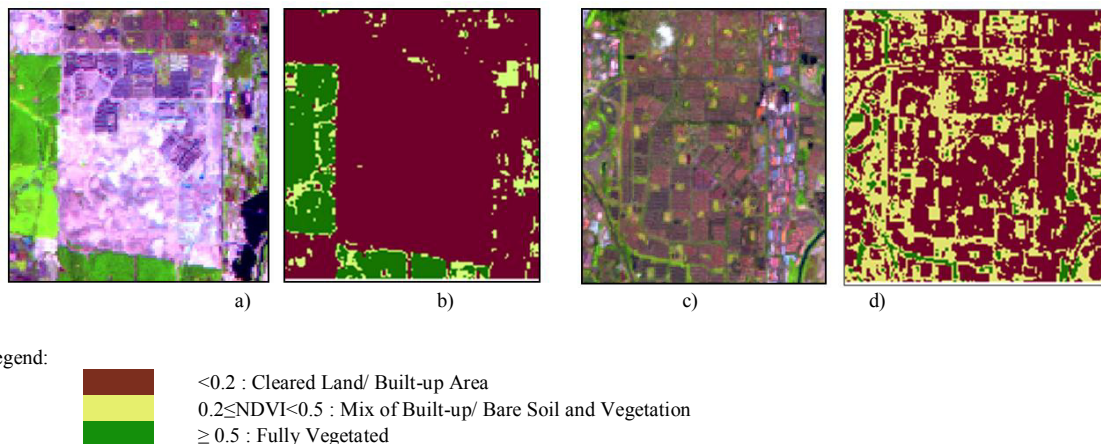 a)
b)
c)
d)
egend:
<0.2 : Cleared Land/ Built-up Area
0.2≤NDVI<0.5 : Mix of Built-up/ Bare Soil and Vegetation
≥ 0.5 : Fully Vegetated